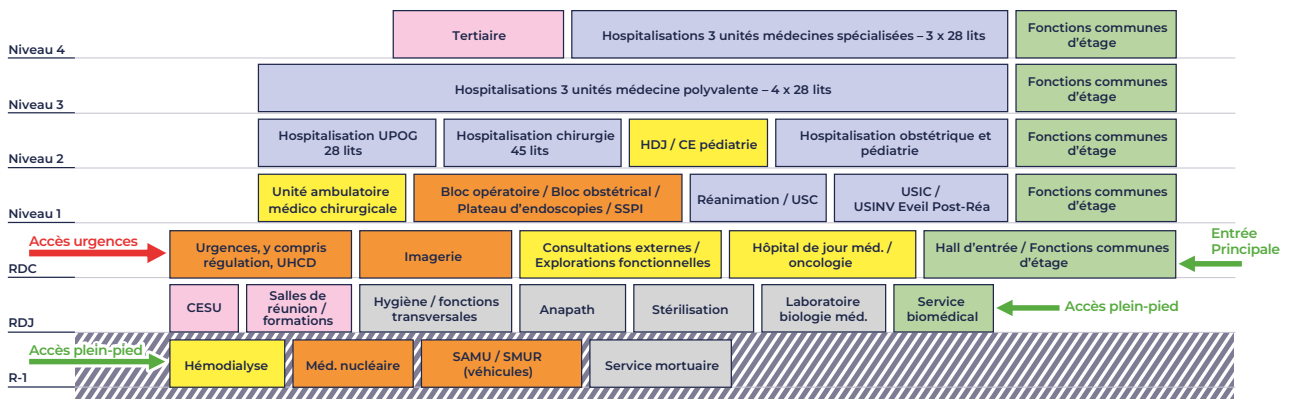 Niveau 4
Tertiaire
Hospitalisations 3 unités médecines spécialisées – 3 x 28 lits
Fonctions communes
d'étage
Niveau 3
Hospitalisations 3 unités médecine polyvalente – 4 x 28 lits
Fonctions communes
d'étage
Niveau 2
Hospitalisation UPOG
28 lits
Hospitalisation chirurgie
45 lits
HDJ / CE pédiatrie
Hospitalisation obstétrique et
pédiatrie
Fonctions communes
d'étage
Niveau 1
Unité ambulatoire
médico chirurgicale
Bloc opératoire / Bloc obstétrical /
Plateau d'endoscopies / SSPI
Réanimation / USC
USIC /
USINV Eveil Post-Réa
Fonctions communes
d'étage
Accès urgences
RDC
Urgences, y compris
régulation, UHCD
Imagerie
Consultations externes /
Explorations fonctionnelles
Hôpital de jour méd. /
oncologie
Hall d'entrée / Fonctions communes
d'étage
Entrée
Principale
RDJ
CESU
Salles de
réunion /
formations
Hygiène / fonctions
transversales
Anapath
Stérilisation
Laboratoire
biologie méd.
Service
biomédical
Accès plein-pied
Accès plein-pied
R-1
Hémodialyse
Méd. nucléaire
SAMU / SMUR
(véhicules)
Service mortuaire